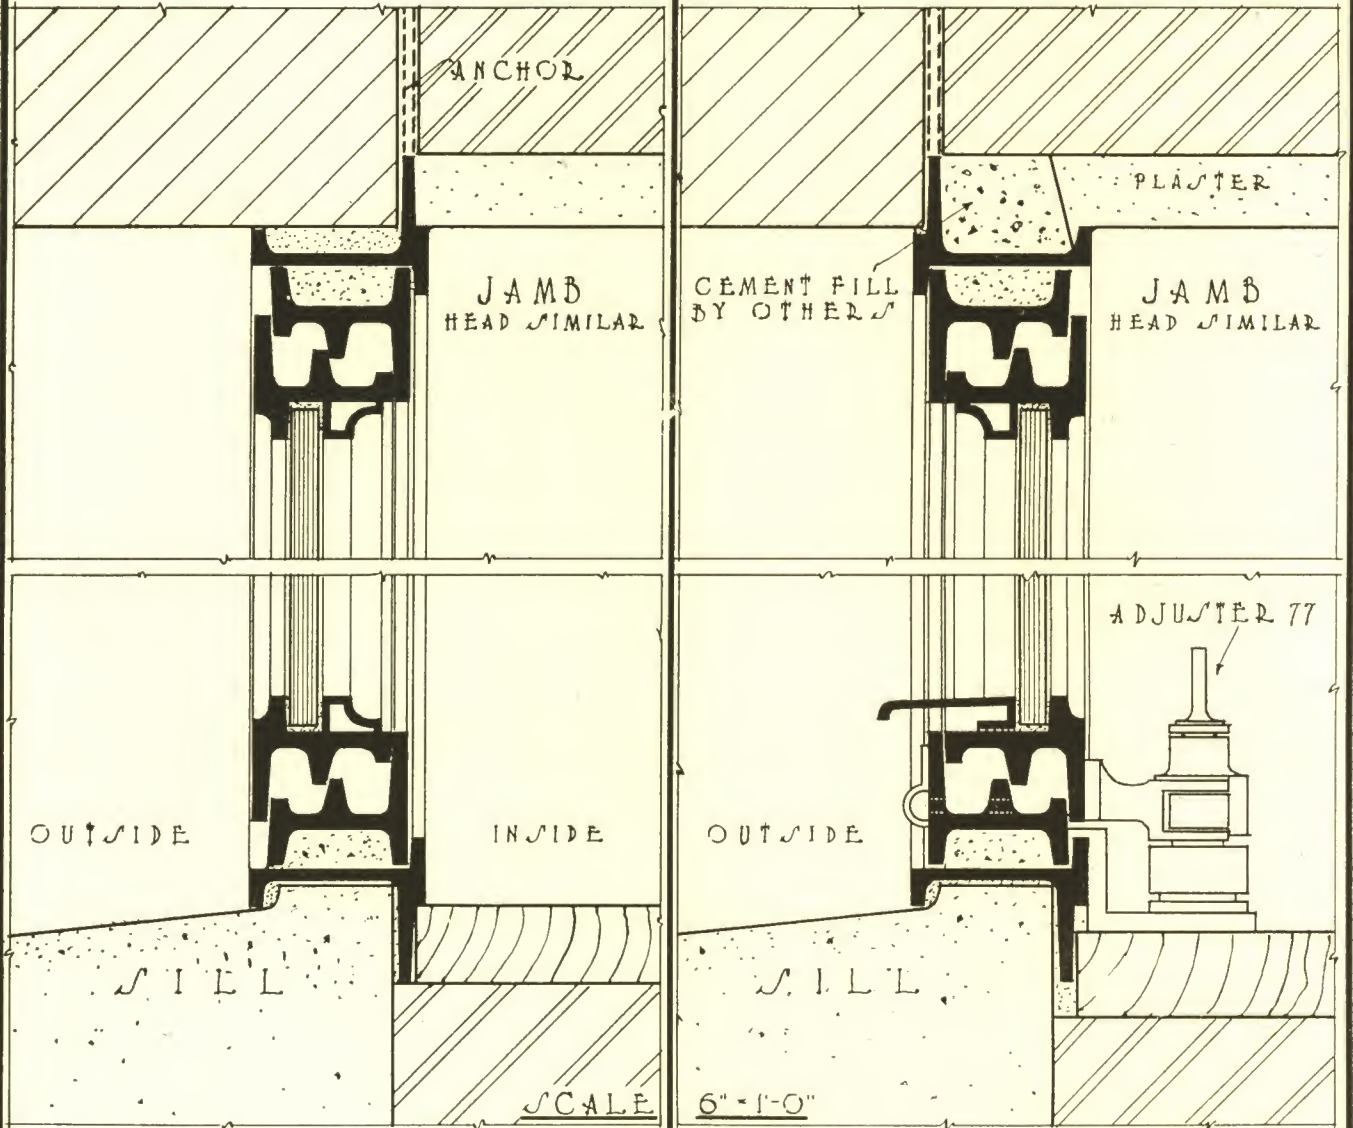 ANCHOR
JAMB
HEAD SIMILAR
OUTSIDE
INSIDE
SILL
PLASTER
CEMENT FILL
BY OTHERS
JAMB
HEAD SIMILAR
ADJUSTER 77
OUTSIDE
SILL
SCALE 6" = 1'-0"